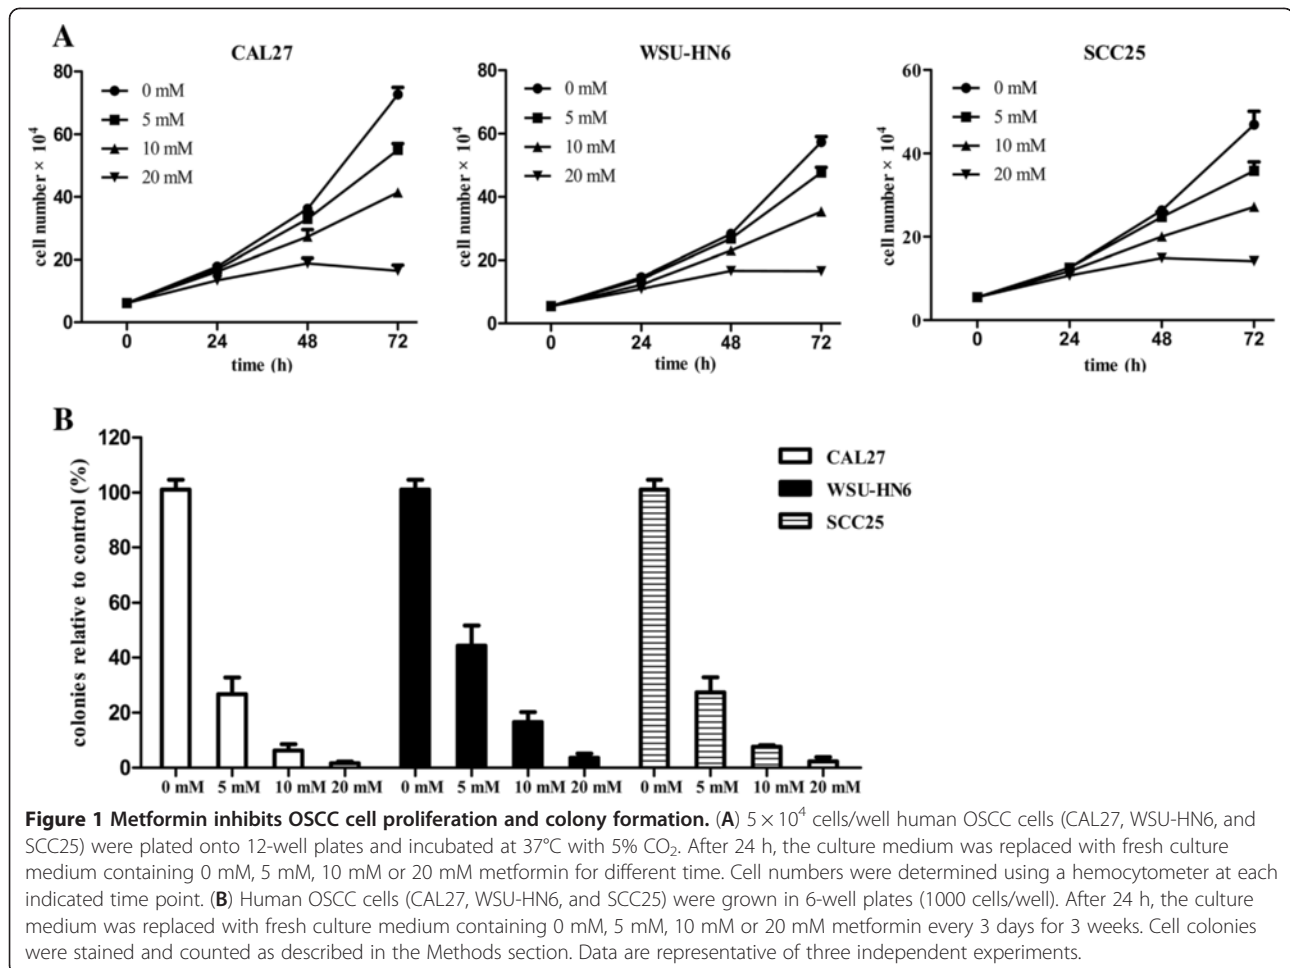 A
CAL27
80
60
40
20
0
cell number × 10⁴
0 mM
5 mM
10 mM
20 mM
0 24 48 72
time (h)
WSU-HN6
80
60
40
20
0
cell number × 10⁴
0 mM
5 mM
10 mM
20 mM
0 24 48 72
time (h)
SCC25
60
40
20
0
cell number × 10⁴
0 mM
5 mM
10 mM
20 mM
0 24 48 72
time (h)
B
120
100
80
60
40
20
0
colonies relative to control (%)
CAL27
WSU-HN6
SCC25
0 mM 5 mM 10 mM 20 mM 0 mM 5 mM 10 mM 20 mM 0 mM 5 mM 10 mM 20 mM
Figure 1 Metformin inhibits OSCC cell proliferation and colony formation. (A) 5 × 10⁴ cells/well human OSCC cells (CAL27, WSU-HN6, and
SCC25) were plated onto 12-well plates and incubated at 37°C with 5% CO₂. After 24 h, the culture medium was replaced with fresh culture
medium containing 0 mM, 5 mM, 10 mM or 20 mM metformin for different time. Cell numbers were determined using a hemocytometer at each
indicated time point. (B) Human OSCC cells (CAL27, WSU-HN6, and SCC25) were grown in 6-well plates (1000 cells/well). After 24 h, the culture
medium was replaced with fresh culture medium containing 0 mM, 5 mM, 10 mM or 20 mM metformin every 3 days for 3 weeks. Cell colonies
were stained and counted as described in the Methods section. Data are representative of three independent experiments.